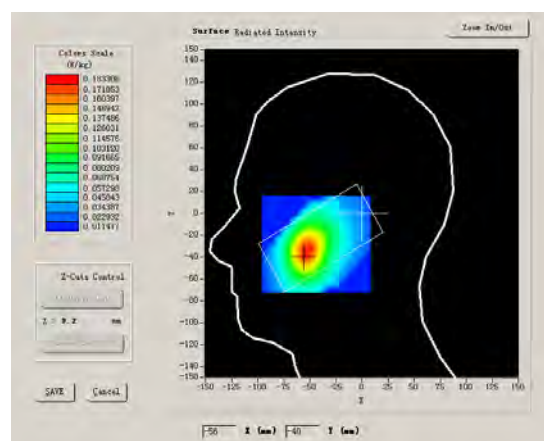 Surface Radiated Intensity
Zoom In/Out
Colors Scale
(W/kg)
0.183308
0.171853
0.160397
0.148942
0.137486
0.126031
0.114576
0.103120
0.091665
0.080209
0.068754
0.057298
0.045843
0.034387
0.022932
0.011477
150
140
120
100
80
60
40
20
0
-20
-40
-60
-80
-100
-120
-140
-150
Y
-150 -125 -100 -75 -50 -25 0 25 50 75 100 125 150
X
Z-Cuts Control
Z = 9.2 mm
SAVE
Cancel
-56 X (mm) -40 Y (mm)